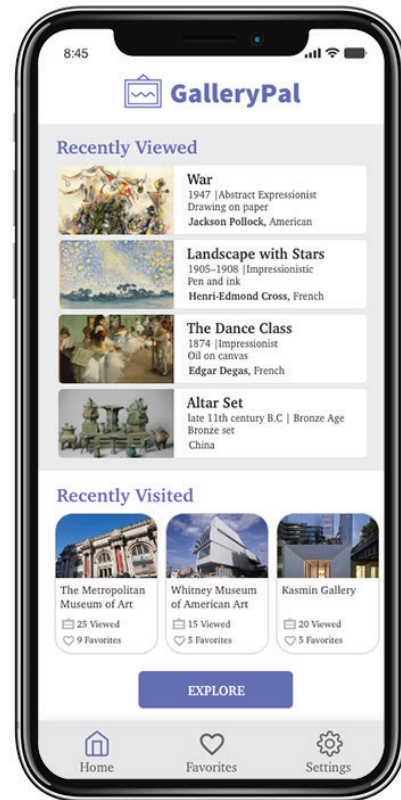 8:45
GalleryPal
Recently Viewed
War
1947 |Abstract Expressionist
Drawing on paper
Jackson Pollock, American
Landscape with Stars
1905–1908 |Impressionistic
Pen and ink
Henri-Edmond Cross, French
The Dance Class
1874 |Impressionist
Oil on canvas
Edgar Degas, French
Altar Set
late 11th century B.C | Bronze Age
Bronze set
China
Recently Visited
The Metropolitan
Museum of Art
25 Viewed
9 Favorites
Whitney Museum
of American Art
15 Viewed
5 Favorites
Kasmin Gallery
20 Viewed
5 Favorites
EXPLORE
Home
Favorites
Settings